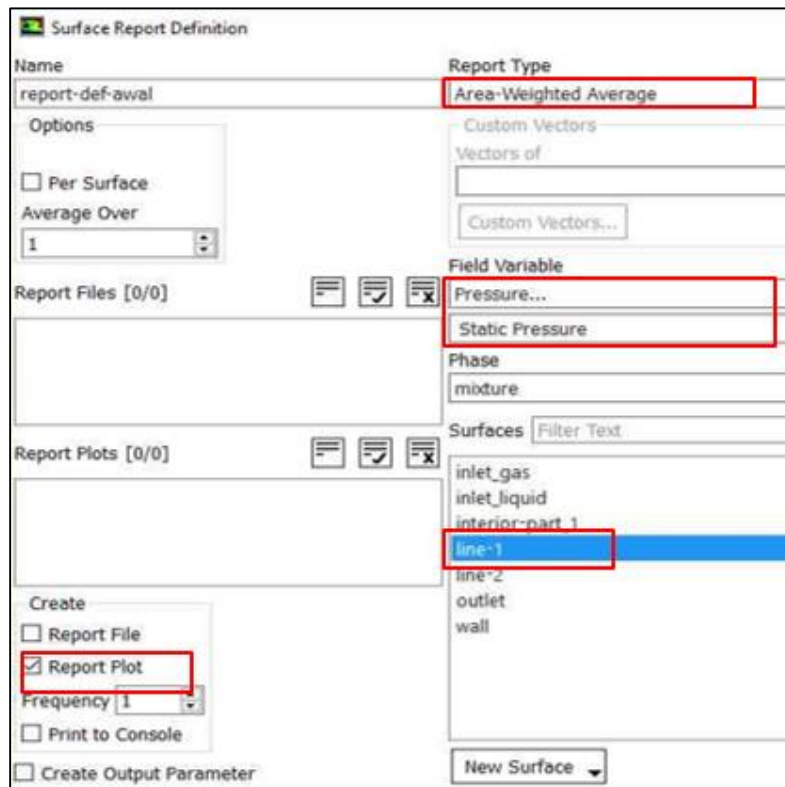 Surface Report Definition
Name
report-def-awal
Options
Per Surface
Average Over
1
Report Files [0/0]
Report Plots [0/0]
Create
Report File
Report Plot
Frequency 1
Print to Console
Create Output Parameter
Report Type
Area-Weighted Average
Custom Vectors
Vectors of
Custom Vectors...
Field Variable
Pressure...
Static Pressure
Phase
mixture
Surfaces Filter Text
inlet_gas
inlet_liquid
interior-part_1
line-1
line-2
outlet
wall
New Surface